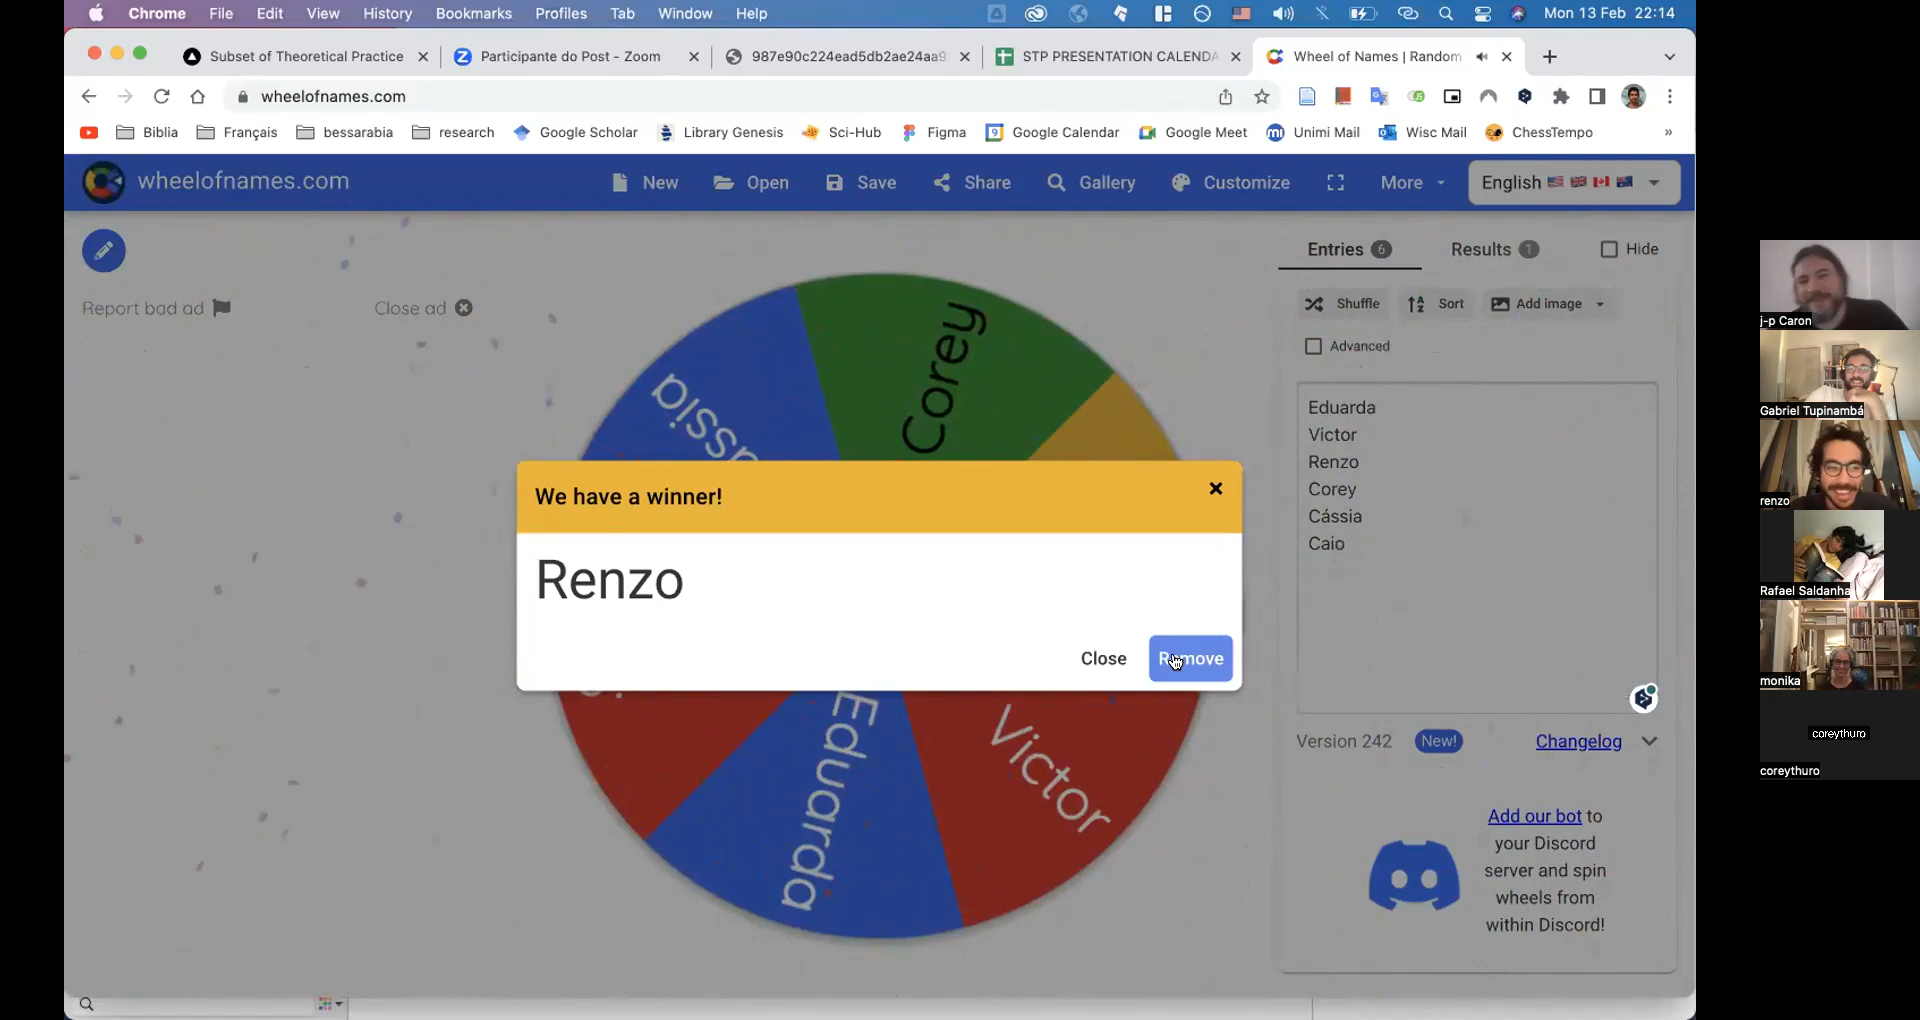 Chrome File Edit View History Bookmarks Profiles Tab Window Help Mon 13 Feb 22:14
Subset of Theoretical Practice
Participante do Post - Zoom
987e90c224ead5db2ae24aa9
STP PRESENTATION CALENDA
Wheel of Names | Random
wheelofnames.com
Biblia Français bessarabia research Google Scholar Library Genesis Sci-Hub Figma Google Calendar Google Meet Unimi Mail Wisc Mail ChessTempo »
wheelofnames.com New Open Save Share Gallery Customize More English
Report bad ad
Close ad
Corey
assia
Eduarda
Victor
We have a winner!
Renzo
Close
Remove
Entries 6 Results 1 Hide
Shuffle Sort Add image
Advanced
Eduarda
Victor
Renzo
Corey
Cássia
Caio
Version 242 New! Changelog
Add our bot to
your Discord
server and spin
wheels from
within Discord!
j-p Caron
Gabriel Tupinambá
renzo
Rafael Saldanha
monika
coreythuro
coreythuro